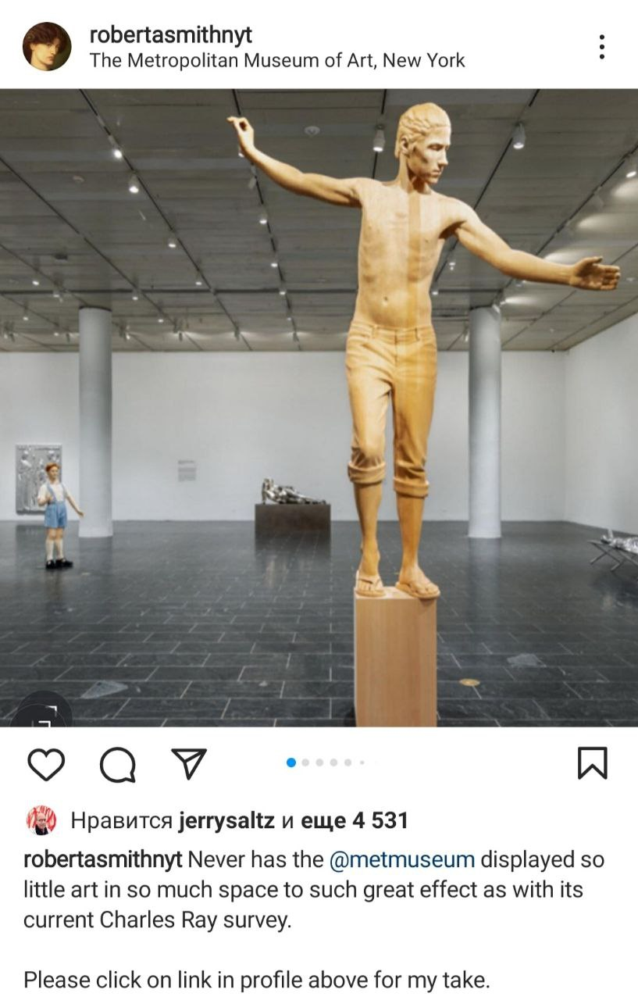 robertasmithnyt
The Metropolitan Museum of Art, New York
Нравится jerrysaltz и еще 4 531
robertasmithnyt Never has the @metmuseum displayed so
little art in so much space to such great effect as with its
current Charles Ray survey.
Please click on link in profile above for my take.